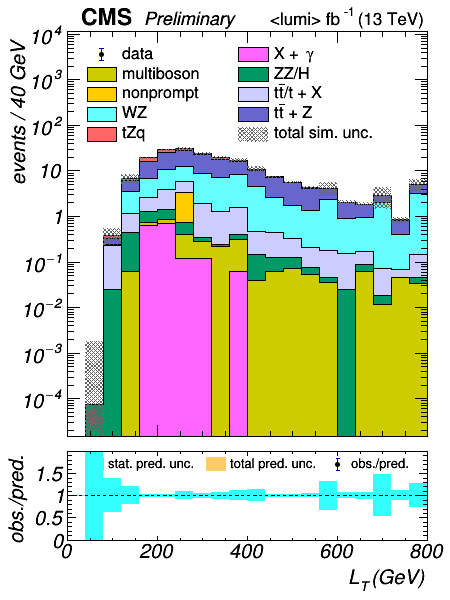 CMS Preliminary <lumi> fb⁻¹ (13 TeV)
events / 40 GeV
10⁴
10³
10²
10
1
10⁻¹
10⁻²
10⁻³
10⁻⁴
data
multiboson
nonprompt
WZ
tZq
X + γ
ZZ/H
tt̄/t + X
tt̄ + Z
total sim. unc.
obs./pred.
1.5
1
0.5
0
stat. pred. unc. total pred. unc. obs./pred.
0 200 400 600 800
L_T(GeV)